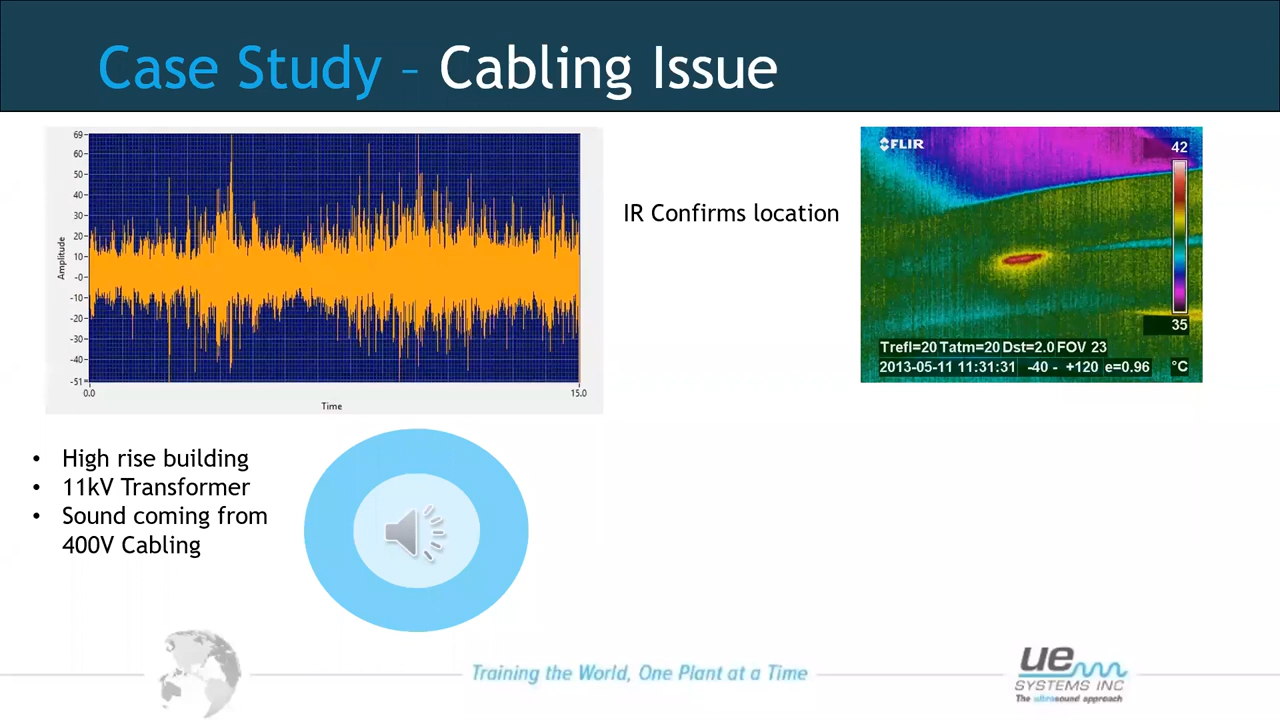 Case Study – Cabling Issue
69
60
50
40
30
20
10
-0
-10
-20
-30
-40
-51
Amplitude
0.0
15.0
Time
IR Confirms location
FLIR
42
35
Trefl=20 Tatm=20 Dst=2.0 FOV 23
2013-05-11 11:31:31 -40 - +120 e=0.96 °C
• High rise building
• 11kV Transformer
• Sound coming from
400V Cabling
Training the World, One Plant at a Time
ue
SYSTEMS INC
The ultrasound approach